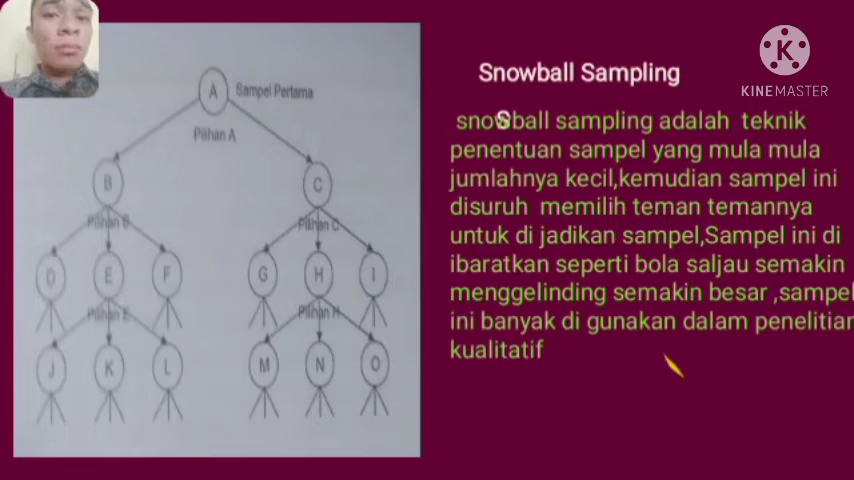 A
Sampel Pertama
Pilihan A
B
C
Pilihan B
Pilihan C
D
E
F
G
H
I
Pilihan E
Pilihan H
J
K
L
M
N
O
Snowball Sampling
K
KINEMASTER
S
snowball sampling adalah teknik
penentuan sampel yang mula mula
jumlahnya kecil,kemudian sampel ini
disuruh memilih teman temannya
untuk di jadikan sampel,Sampel ini di
ibaratkan seperti bola saljau semakin
menggelinding semakin besar ,sampel
ini banyak di gunakan dalam penelitian
kualitatif